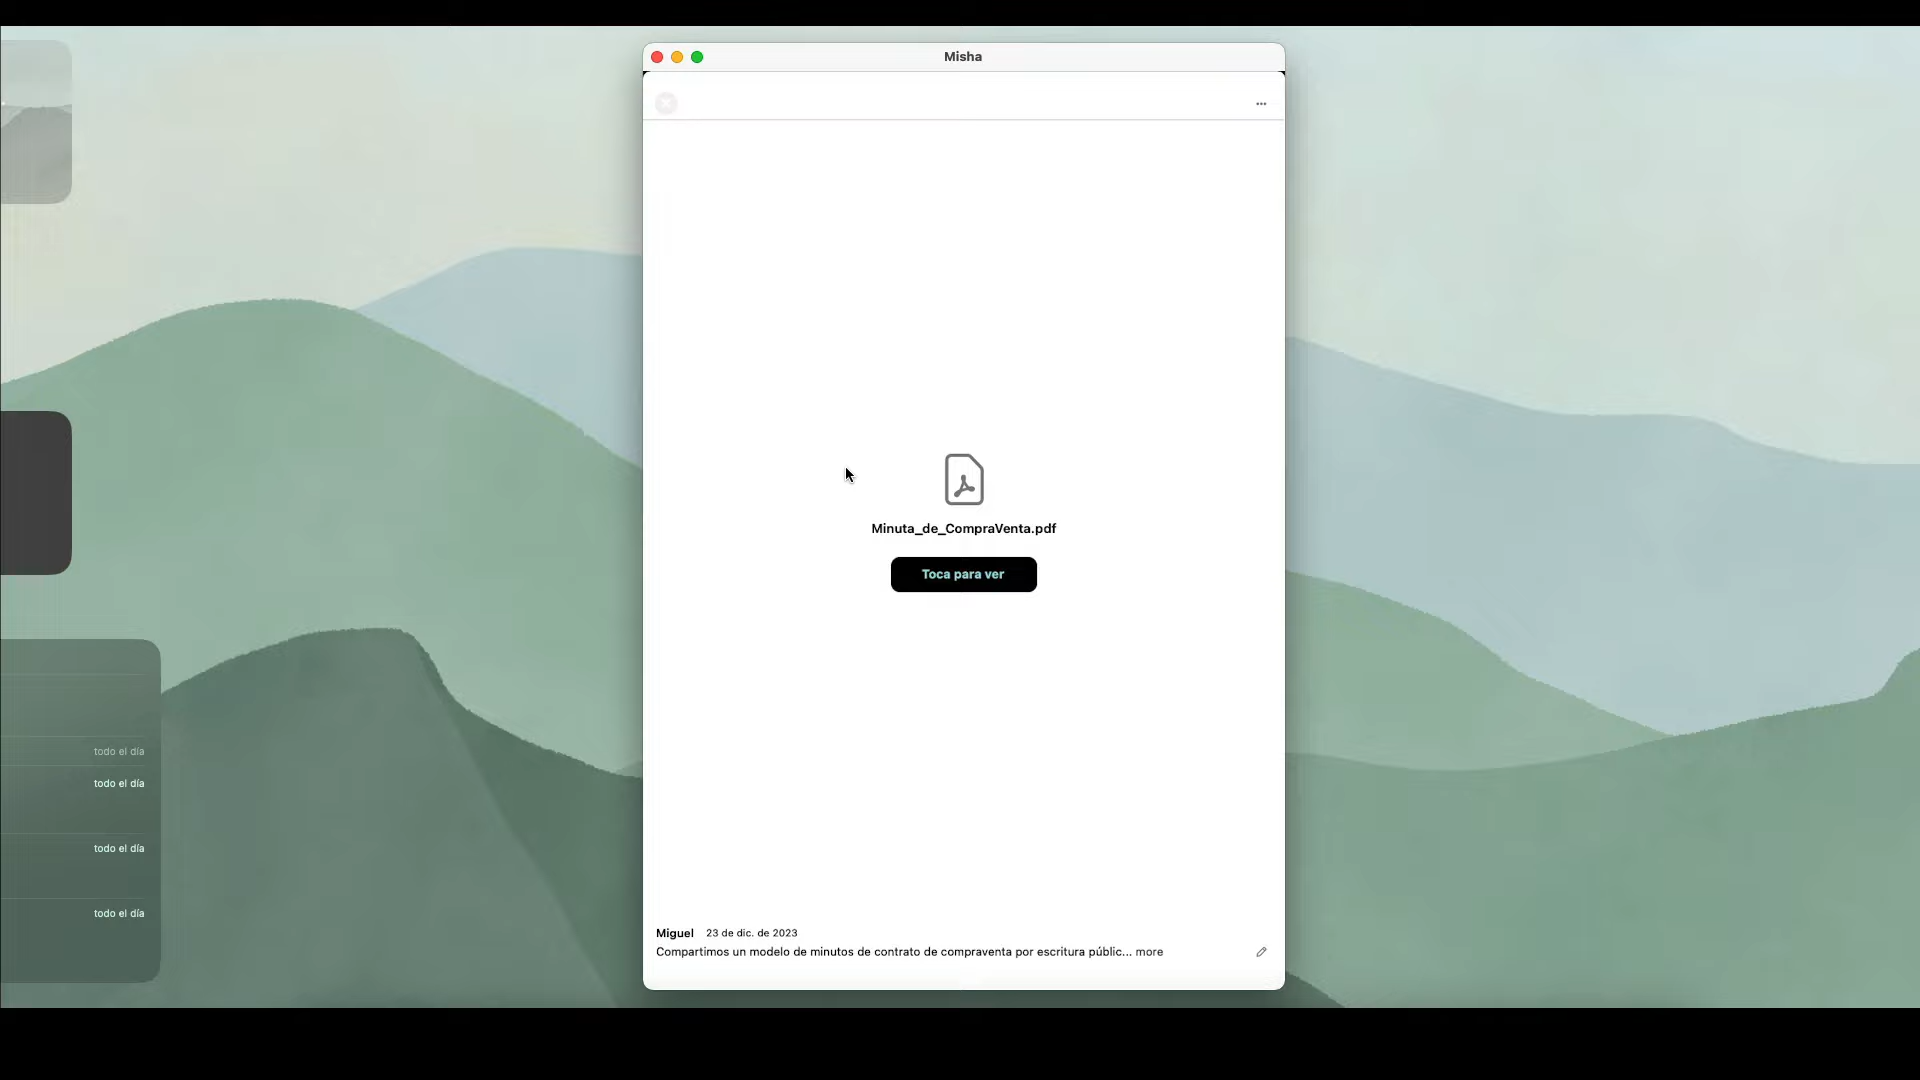 Misha
Minuta_de_CompraVenta.pdf
Toca para ver
todo el día
todo el día
todo el día
todo el día
Miguel 23 de dic. de 2023
Compartimos un modelo de minutos de contrato de compraventa por escritura públic... more